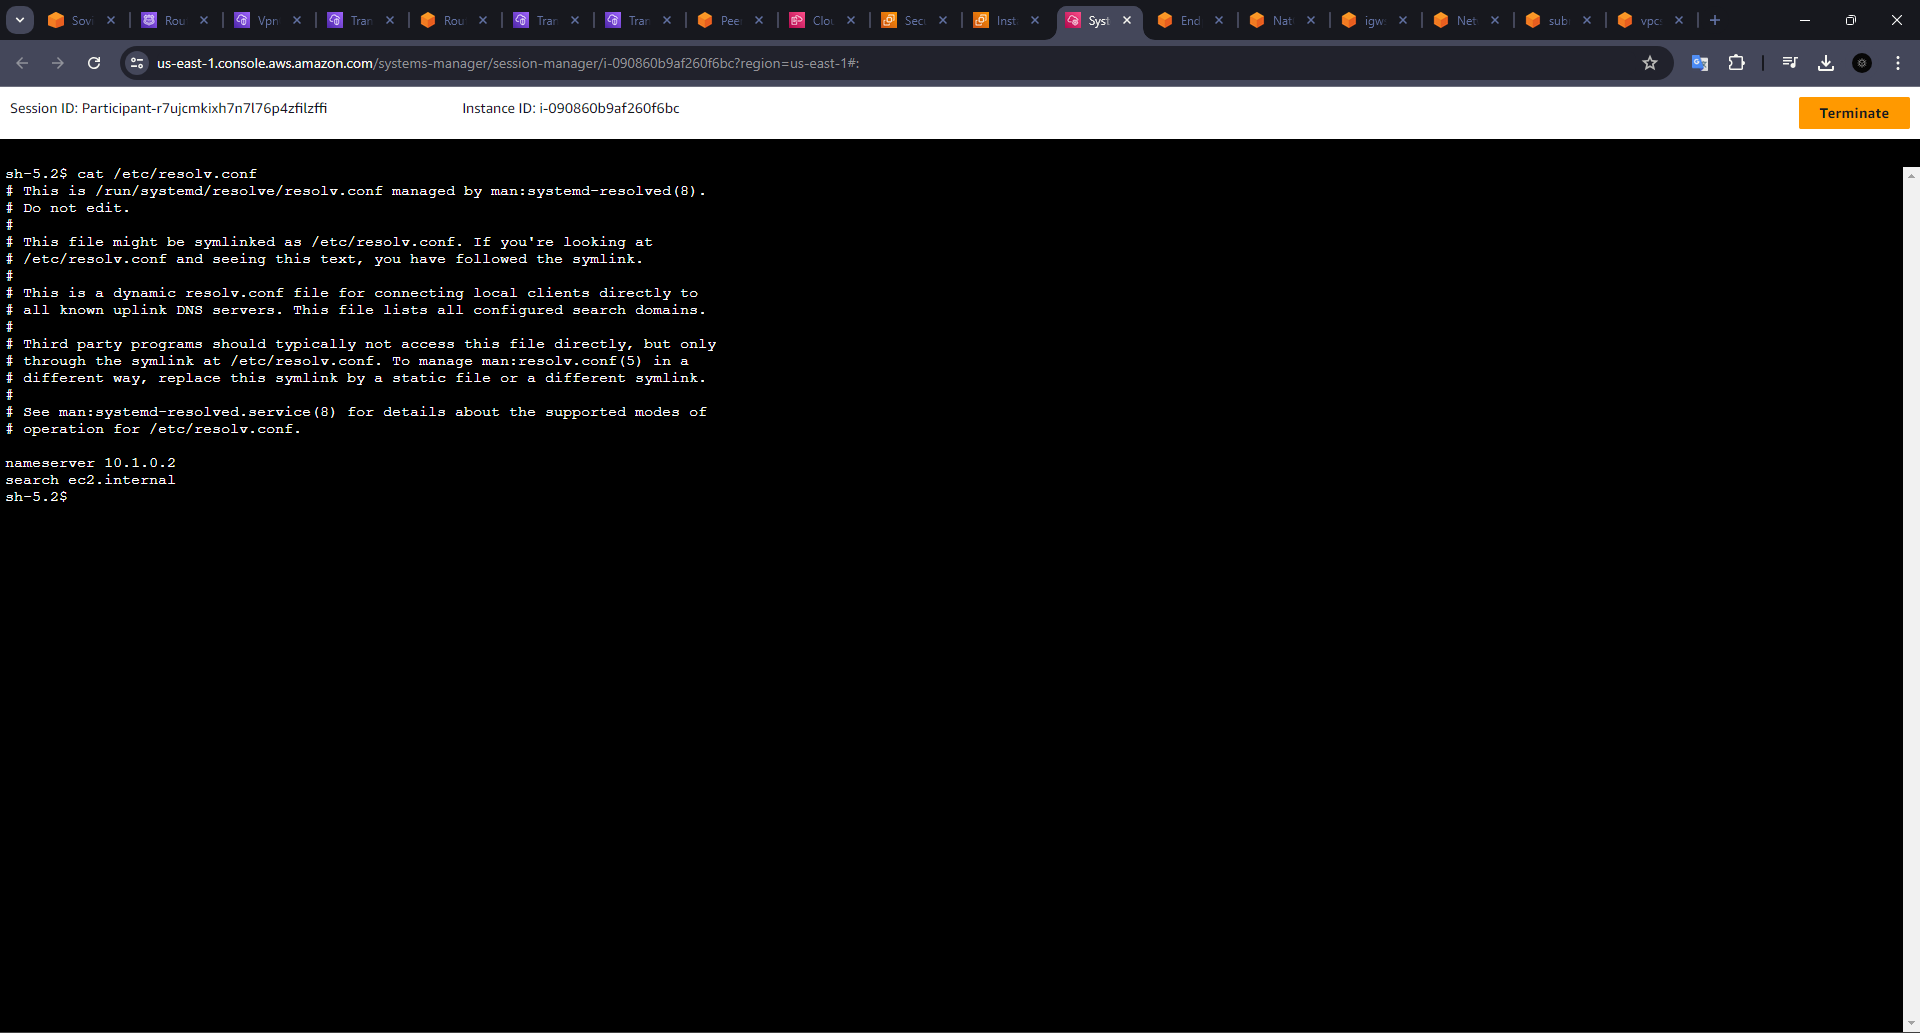 Sovi
Rou
Vpn
Tran
Rou
Tran
Tran
Peer
Clou
Secu
Inst
Syst
End
Nat
igw
Net
sub
vpc
us-east-1.console.aws.amazon.com/systems-manager/session-manager/i-090860b9af260f6bc?region=us-east-1#:
Session ID: Participant-r7ujcmkixh7n7l76p4zfilzffi
Instance ID: i-090860b9af260f6bc
Terminate
sh-5.2$ cat /etc/resolv.conf
# This is /run/systemd/resolve/resolv.conf managed by man:systemd-resolved(8).
# Do not edit.
#
# This file might be symlinked as /etc/resolv.conf. If you're looking at
# /etc/resolv.conf and seeing this text, you have followed the symlink.
#
# This is a dynamic resolv.conf file for connecting local clients directly to
# all known uplink DNS servers. This file lists all configured search domains.
#
# Third party programs should typically not access this file directly, but only
# through the symlink at /etc/resolv.conf. To manage man:resolv.conf(5) in a
# different way, replace this symlink by a static file or a different symlink.
#
# See man:systemd-resolved.service(8) for details about the supported modes of
# operation for /etc/resolv.conf.
nameserver 10.1.0.2
search ec2.internal
sh-5.2$